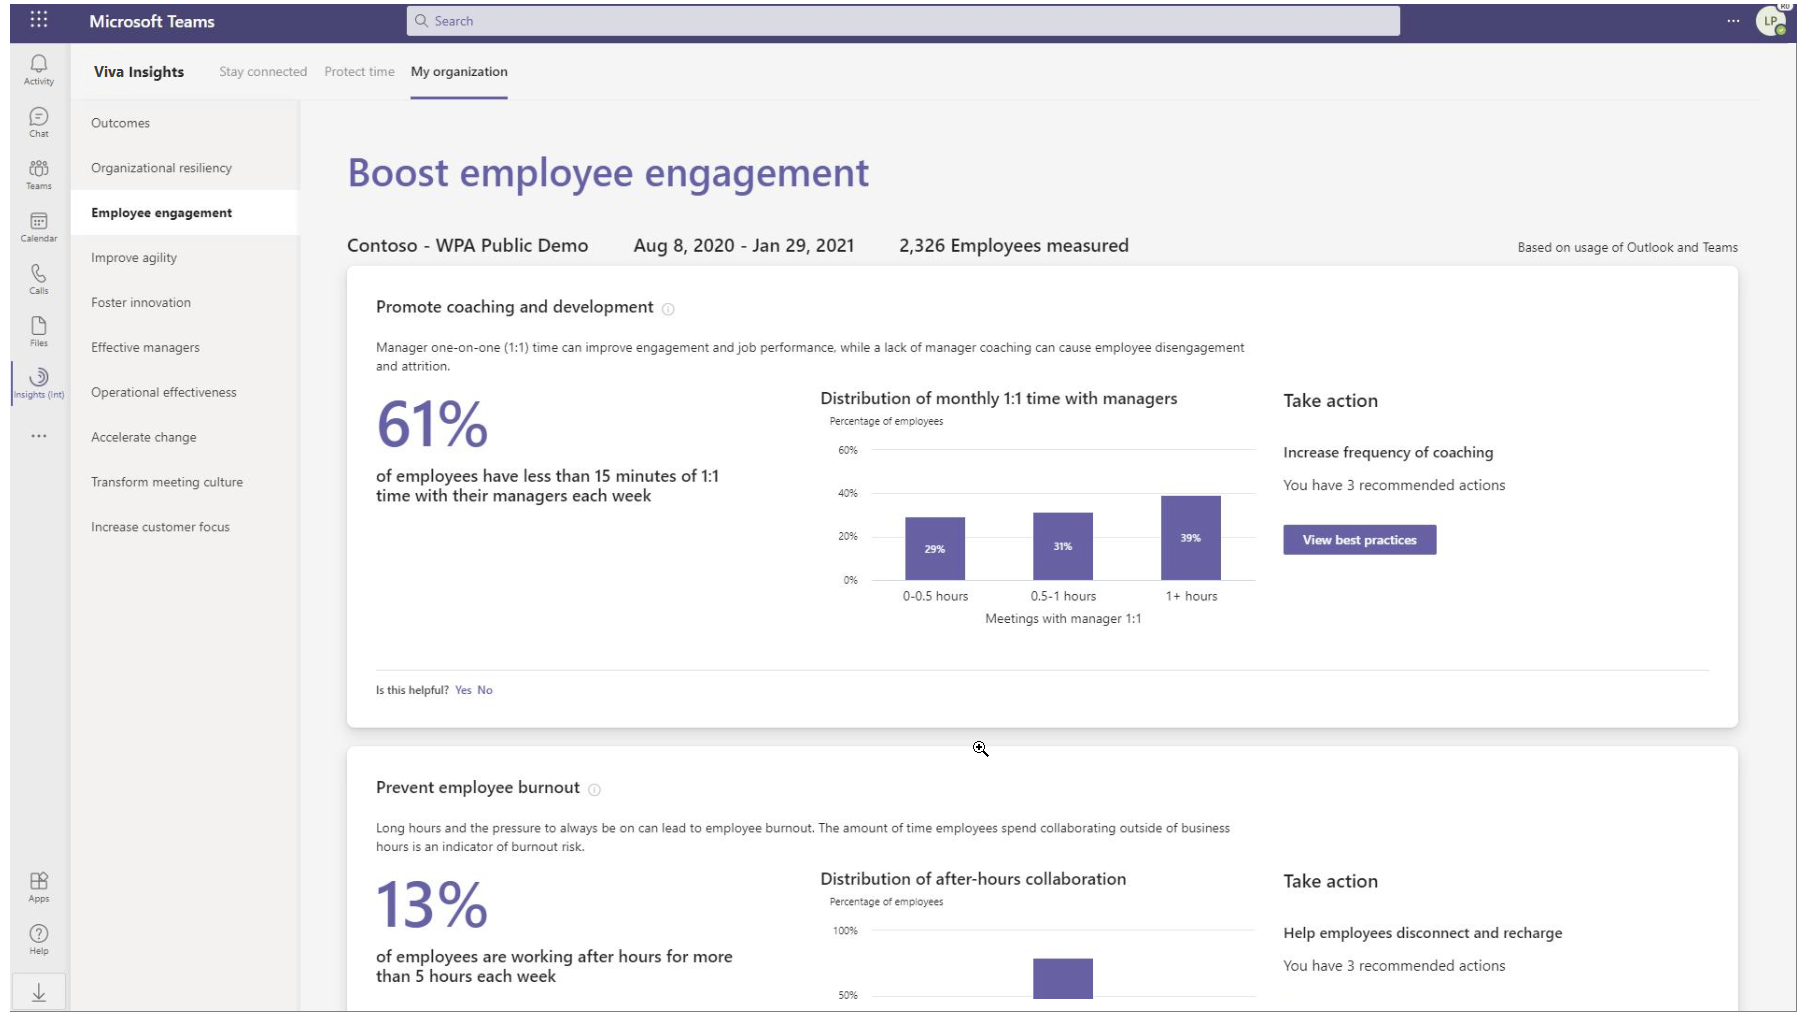 Microsoft Teams
Search
LP
Activity
Chat
Teams
Calendar
Calls
Files
Insights (Int)
Apps
Help
Viva Insights Stay connected Protect time My organization
Outcomes
Organizational resiliency
Employee engagement
Improve agility
Foster innovation
Effective managers
Operational effectiveness
Accelerate change
Transform meeting culture
Increase customer focus
Boost employee engagement
Contoso - WPA Public Demo Aug 8, 2020 - Jan 29, 2021 2,326 Employees measured Based on usage of Outlook and Teams
Promote coaching and development
Manager one-on-one (1:1) time can improve engagement and job performance, while a lack of manager coaching can cause employee disengagement
and attrition.
61%
of employees have less than 15 minutes of 1:1
time with their managers each week
Distribution of monthly 1:1 time with managers
Percentage of employees
60%
40%
20%
0%
29%
31%
39%
0-0.5 hours 0.5-1 hours 1+ hours
Meetings with manager 1:1
Take action
Increase frequency of coaching
You have 3 recommended actions
View best practices
Is this helpful? Yes No
Prevent employee burnout
Long hours and the pressure to always be on can lead to employee burnout. The amount of time employees spend collaborating outside of business
hours is an indicator of burnout risk.
13%
of employees are working after hours for more
than 5 hours each week
Distribution of after-hours collaboration
Percentage of employees
100%
50%
Take action
Help employees disconnect and recharge
You have 3 recommended actions